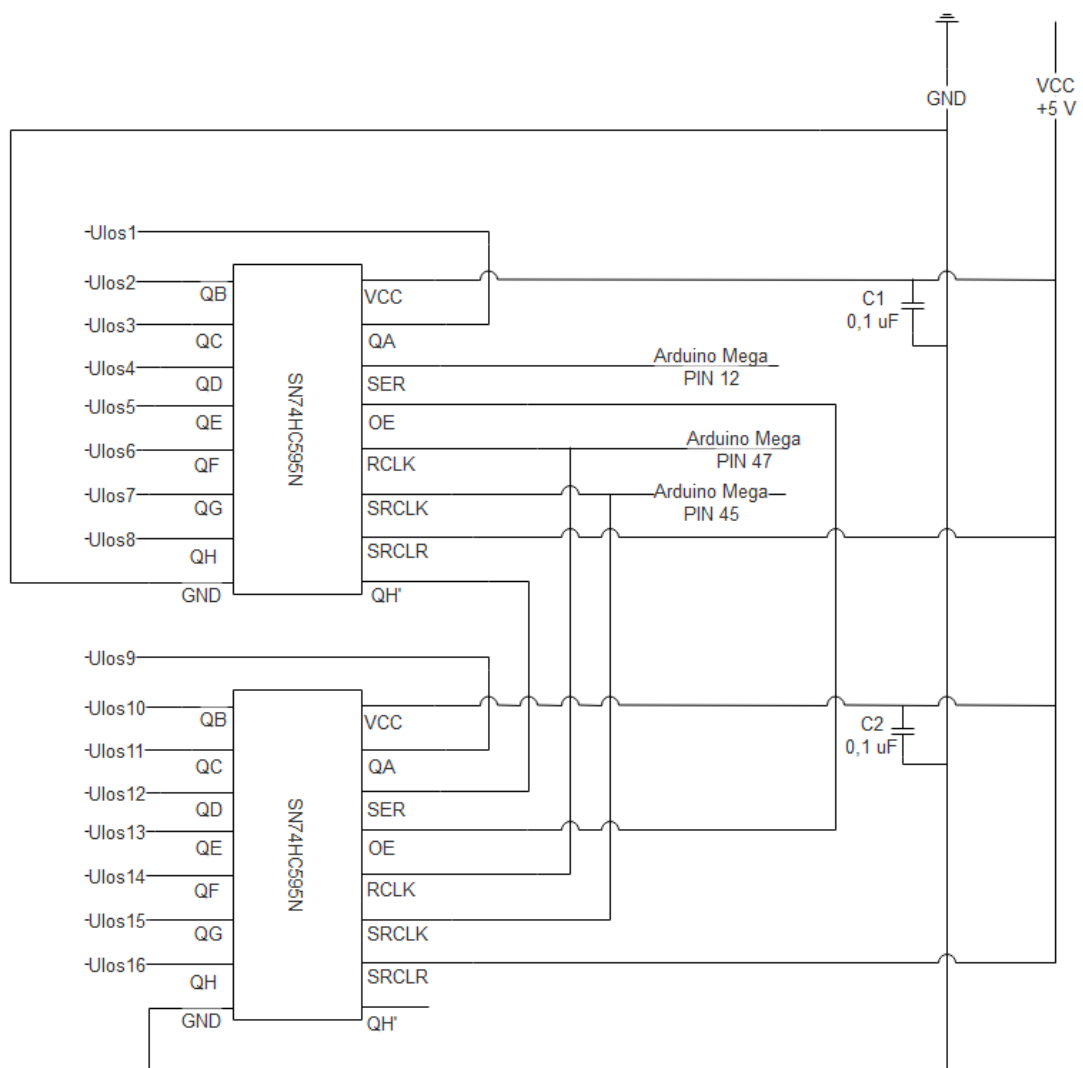 GND
VCC
+5 V
-Ulos1
-Ulos2
QB
VCC
C1
0,1 uF
-Ulos3
QC
QA
-Ulos4
QD
SER
Arduino Mega
PIN 12
-Ulos5
QE
OE
SN74HC595N
-Ulos6
QF
RCLK
Arduino Mega
PIN 47
-Ulos7
QG
SRCLK
Arduino Mega
PIN 45
-Ulos8
QH
SRCLR
GND
QH'
-Ulos9
-Ulos10
QB
VCC
C2
0,1 uF
-Ulos11
QC
QA
-Ulos12
QD
SER
-Ulos13
QE
OE
SN74HC595N
-Ulos14
QF
RCLK
-Ulos15
QG
SRCLK
-Ulos16
QH
SRCLR
GND
QH'